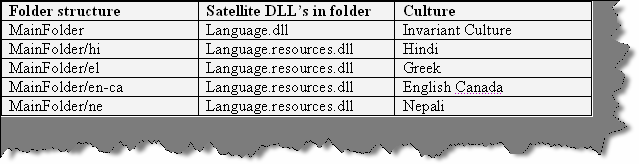 Folder structure Satellite DLL's in folder Culture
MainFolder Language.dll Invariant Culture
MainFolder/hi Language.resources.dll Hindi
MainFolder/el Language.resources.dll Greek
MainFolder/en-ca Language.resources.dll English Canada
MainFolder/ne Language.resources.dll Nepali